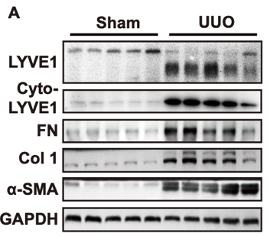 A
Sham UUO
LYVE1
Cyto-
LYVE1
FN
Col 1
α-SMA
GAPDH